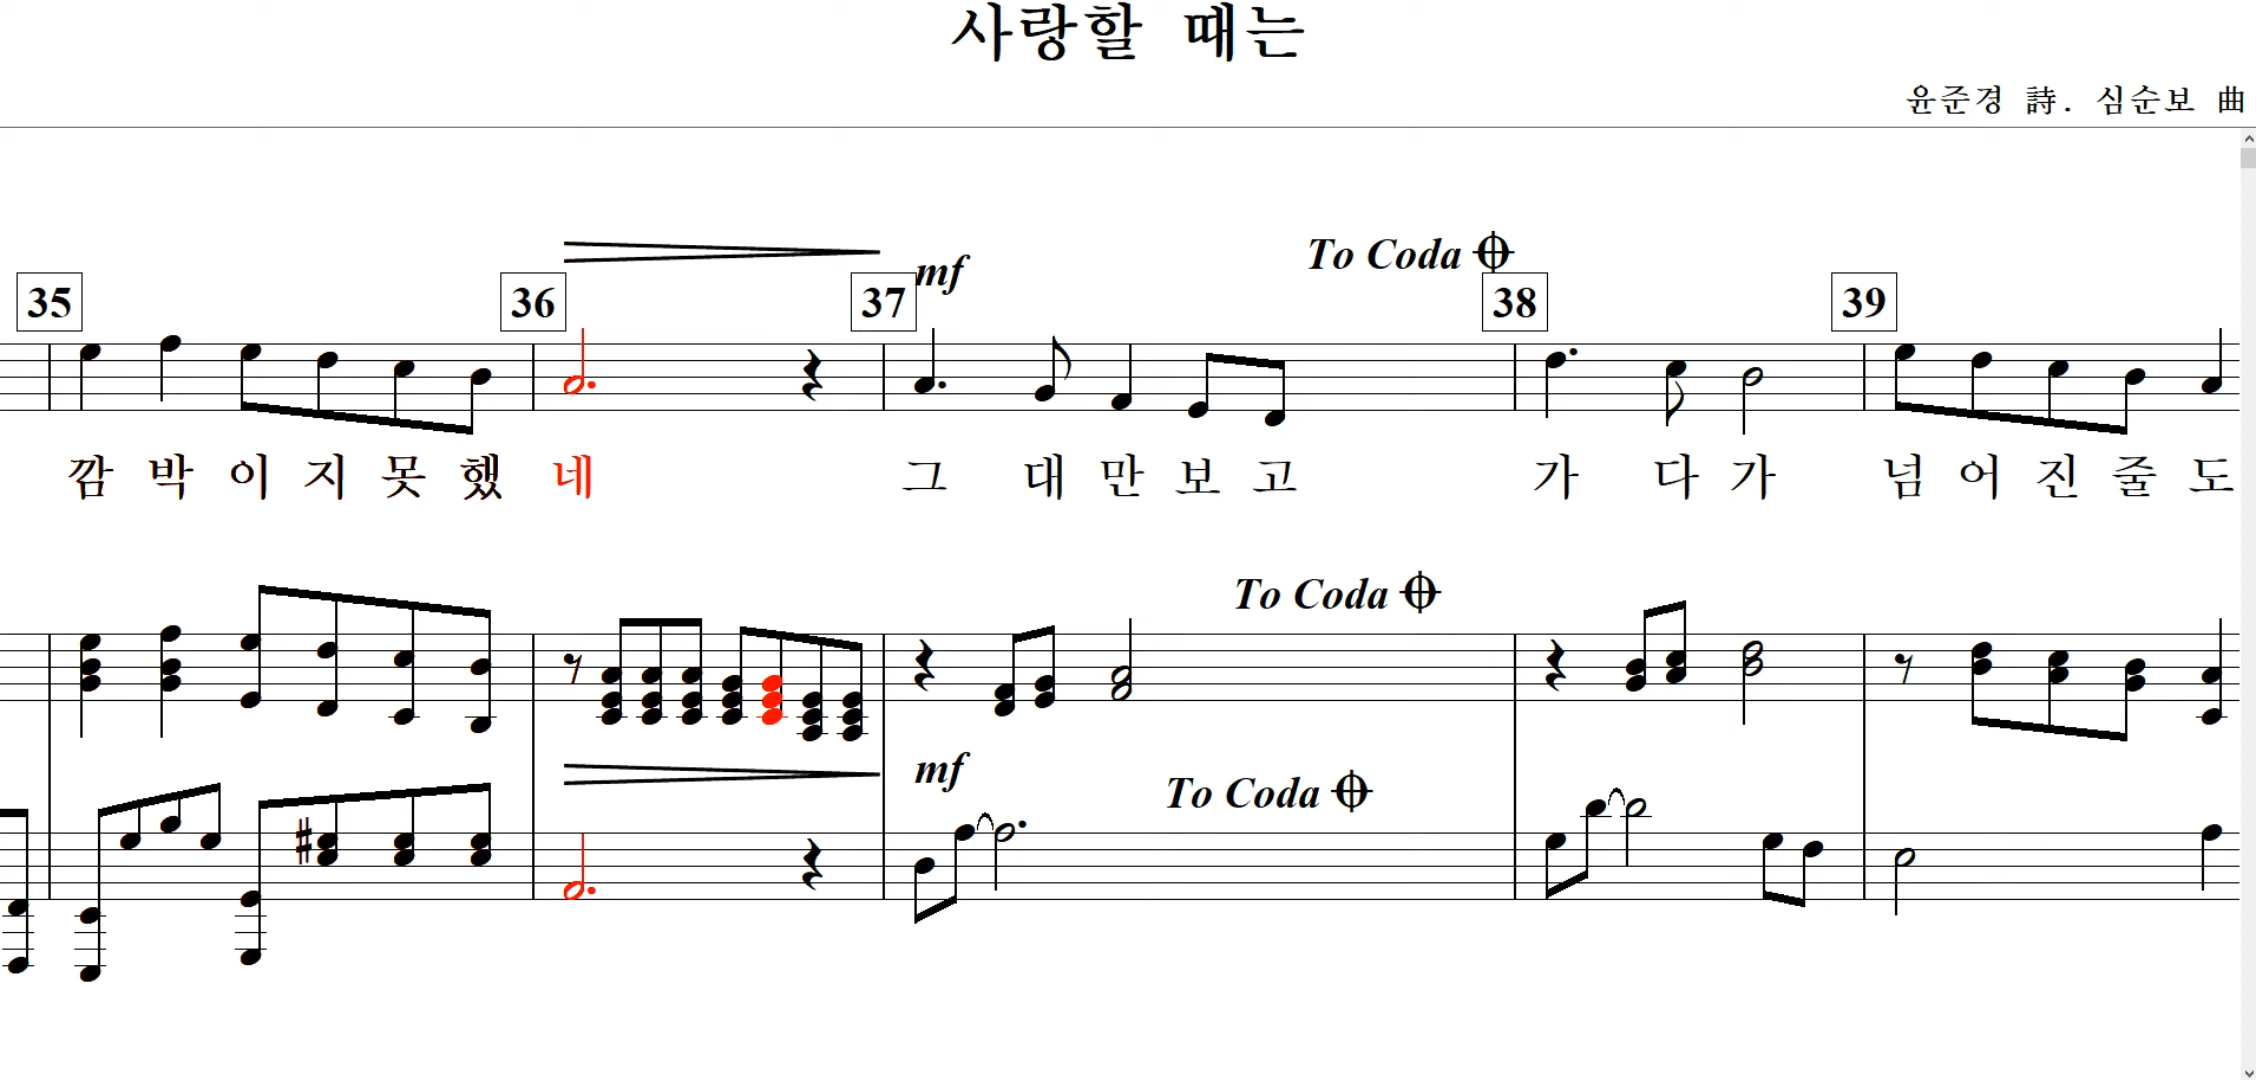 사랑할 때는
윤준경 詩. 심순보 曲
To Coda
35 36 37 mf 38 39
깜 박 이 지 못 했 네 그 대 만 보 고 가 다 가 넘 어 진 줄 도
To Coda
mf
To Coda